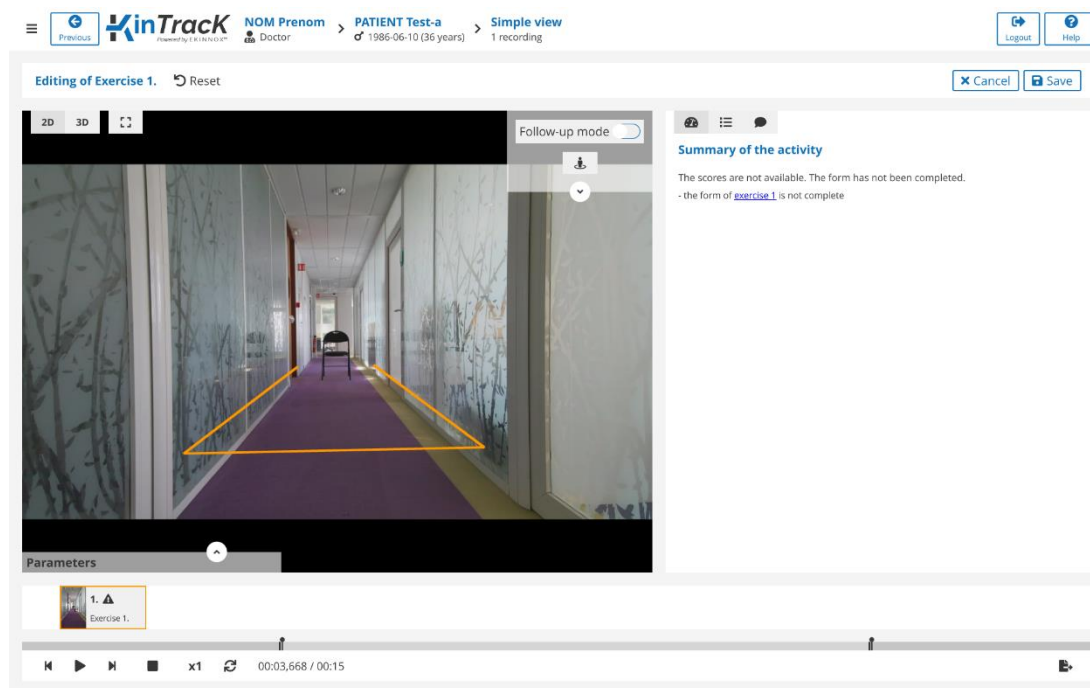 Previous
KinTracK
Powered by EKINNOX™
NOM Prenom
Doctor
PATIENT Test-a
1986-06-10 (36 years)
Simple view
1 recording
Logout
Help
Editing of Exercise 1.
Reset
Cancel
Save
2D
3D
Follow-up mode
Summary of the activity
The scores are not available. The form has not been completed.
- the form of exercise 1 is not complete
Parameters
1.
Exercise 1.
x1
00:03,668 / 00:15